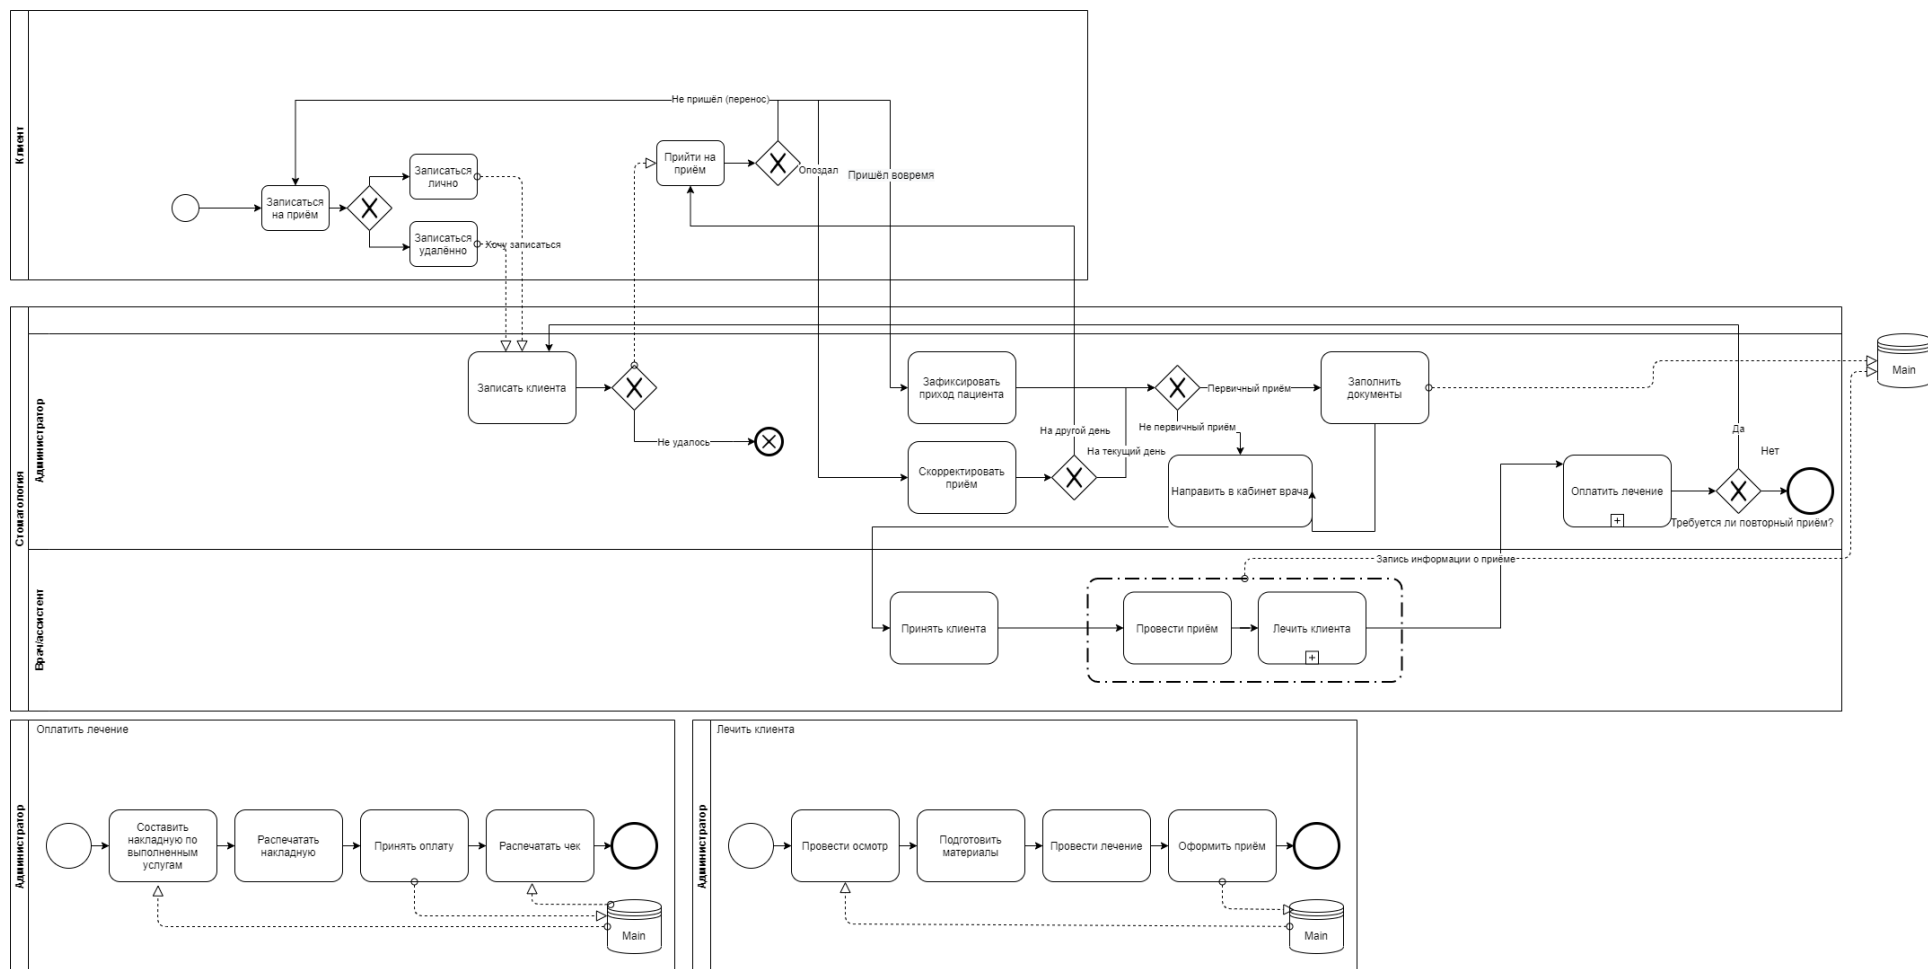 Клиент
Не пришёл (перенос)
Записаться
на приём
Записаться
лично
Записаться
удалённо
Хочу записаться
Прийти на
приём
Опоздал
Пришёл вовремя
Стоматология
Администратор
Записать клиента
Не удалось
Зафиксировать
приход пациента
Скорректировать
приём
На другой день
На текущий день
Первичный приём
Не первичный приём
Заполнить
документы
Направить в кабинет врача
Оплатить лечение
Да
Нет
Требуется ли повторный приём?
Main
Врач/ассистент
Принять клиента
Провести приём
Лечить клиента
Запись информации о приёме
Администратор
Оплатить лечение
Составить
накладную по
выполненным
услугам
Распечатать
накладную
Принять оплату
Распечатать чек
Main
Администратор
Лечить клиента
Провести осмотр
Подготовить
материалы
Провести лечение
Оформить приём
Main